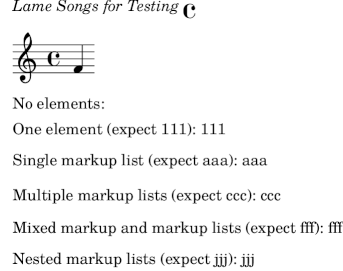 Lame Songs for Testing
No elements:
One element (expect 111): 111
Single markup list (expect aaa): aaa
Multiple markup lists (expect ccc): ccc
Mixed markup and markup lists (expect fff): fff
Nested markup lists (expect jjj): jjj